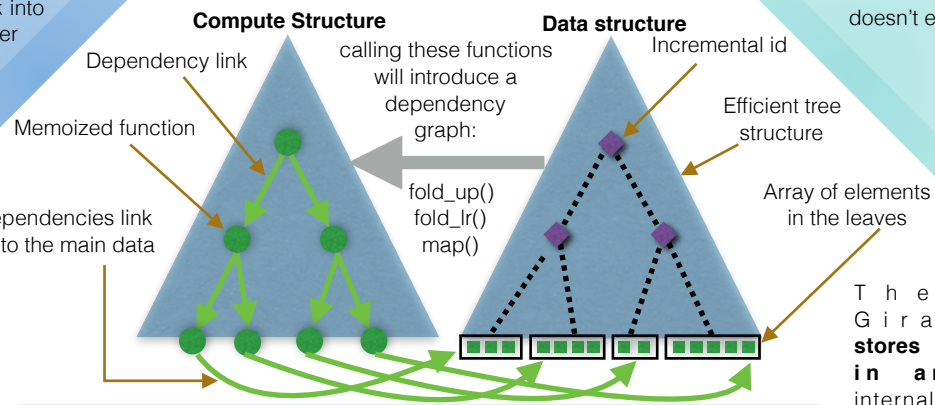 k into
er
Compute Structure
Data structure
doesn't e
Dependency link
calling these functions
will introduce a
dependency
graph:
Incremental id
Memoized function
Efficient tree
structure
fold_up()
fold_lr()
map()
ependencies link
to the main data
Array of elements
in the leaves
T h e
G i r a
stores
in ar
internal